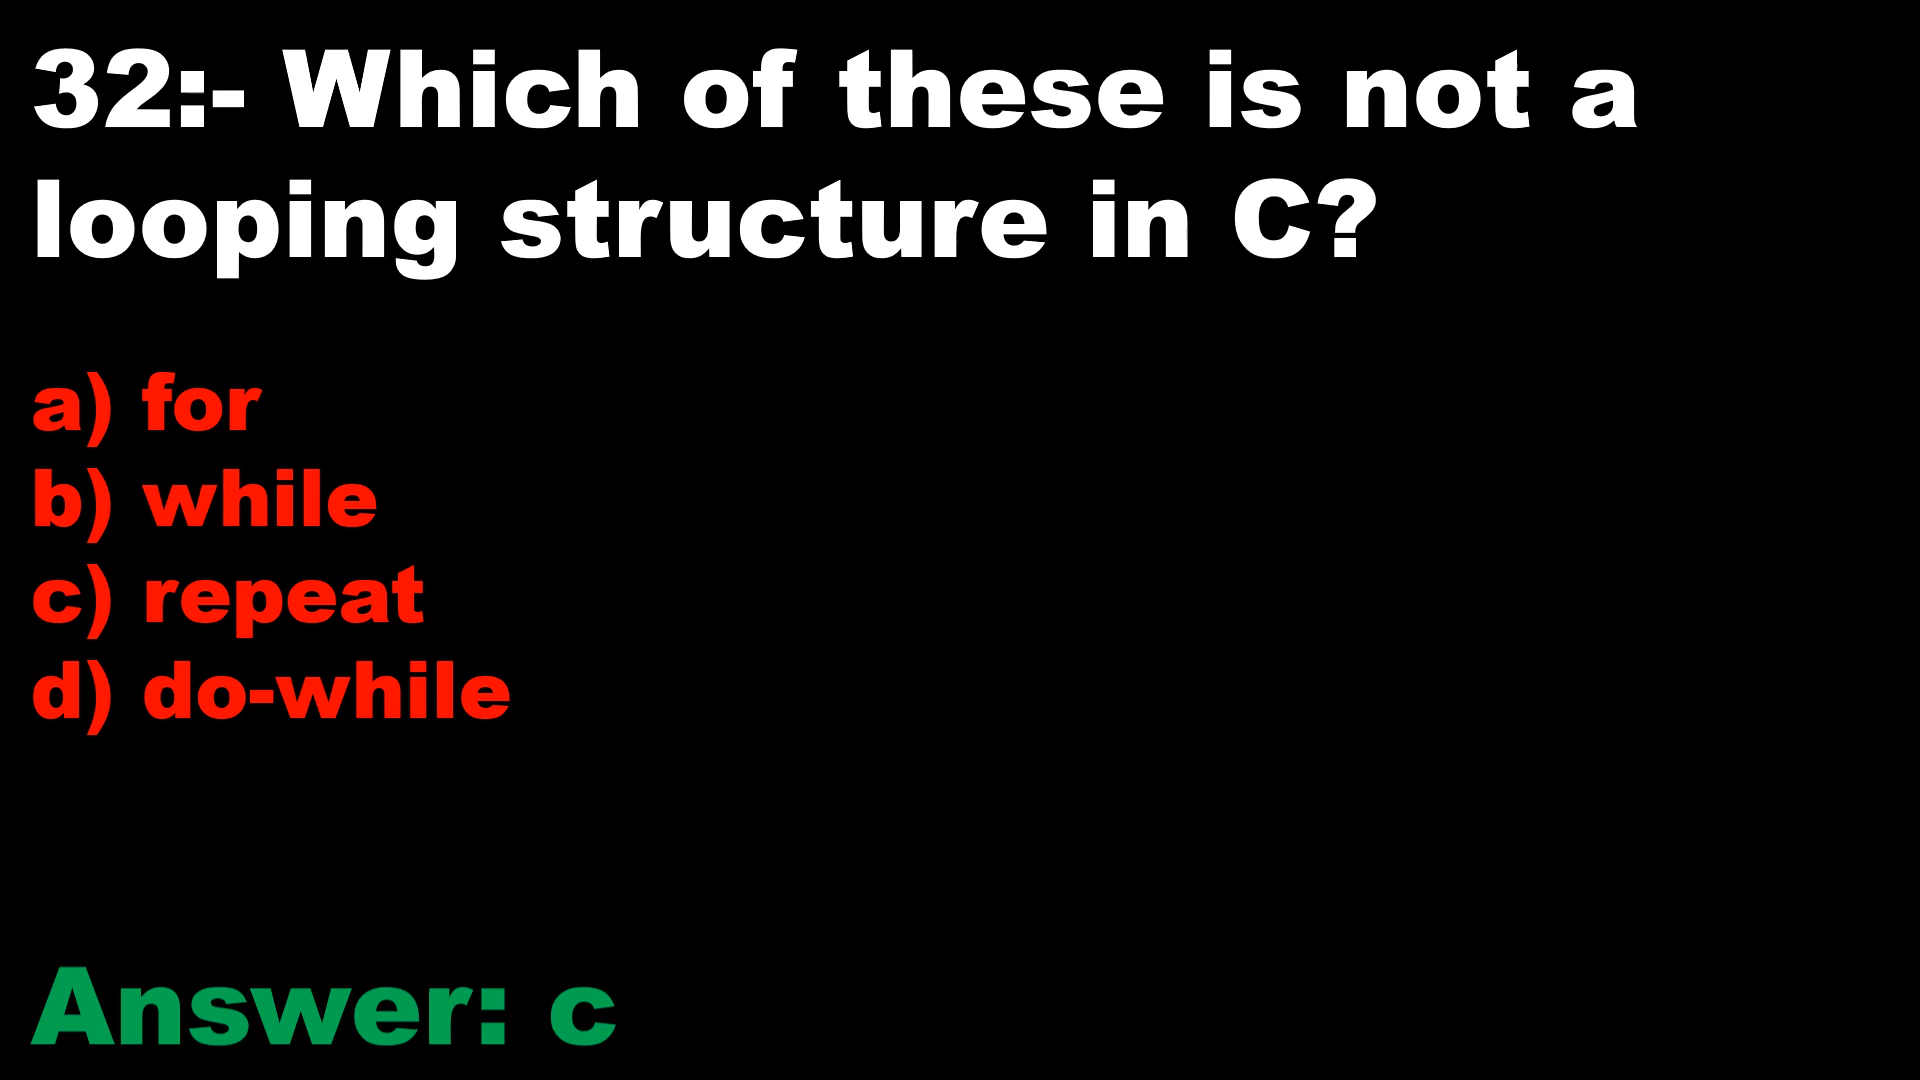 32:- Which of these is not a
looping structure in C?
a) for
b) while
c) repeat
d) do-while
Answer: c